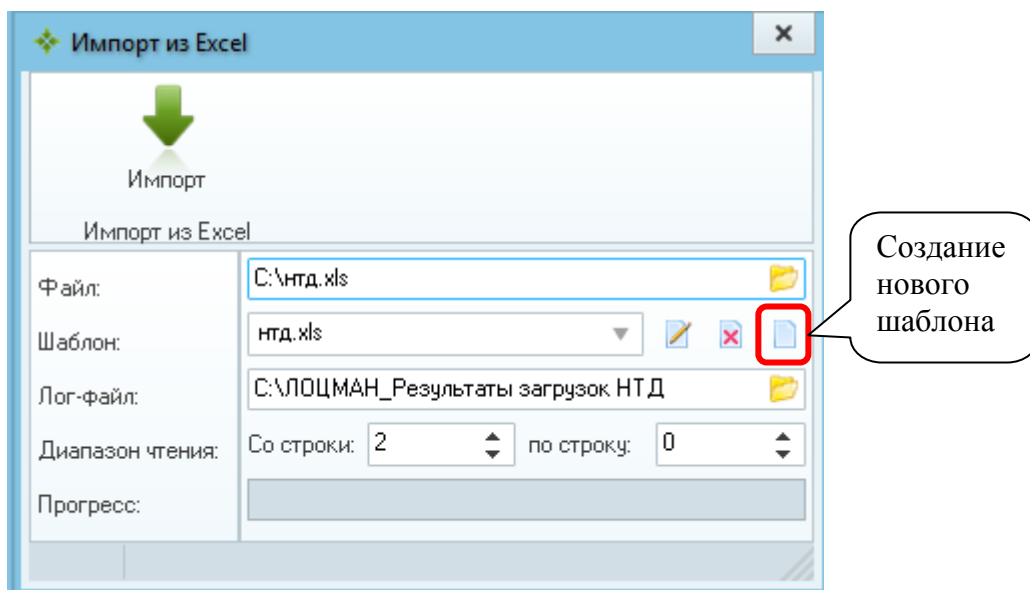 Импорт из Excel
Импорт
Импорт из Excel
Файл: C:\нтд.xls
Шаблон: нтд.xls
Лог-файл: C:\ЛОЦМАН_Результаты загрузок НТД
Диапазон чтения: Со строки: 2 по строку: 0
Прогресс:
Создание
нового
шаблона